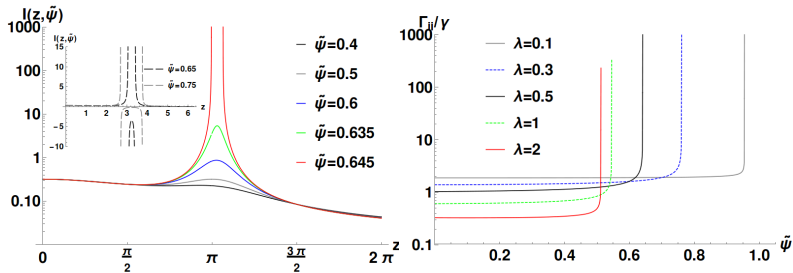 I(z,ψ̃)
1000
100
10
1
0.10
0
π/2
π
3π/2
2π
z
I(z,ψ̃)
15
10
5
0
-5
-10
1 2 3 4 5 6
z
ψ̃=0.65
ψ̃=0.75
ψ̃=0.4
ψ̃=0.5
ψ̃=0.6
ψ̃=0.635
ψ̃=0.645
Γjj/γ
1000
100
10
1
0.1
0.0 0.2 0.4 0.6 0.8 1.0
ψ̃
λ=0.1
λ=0.3
λ=0.5
λ=1
λ=2